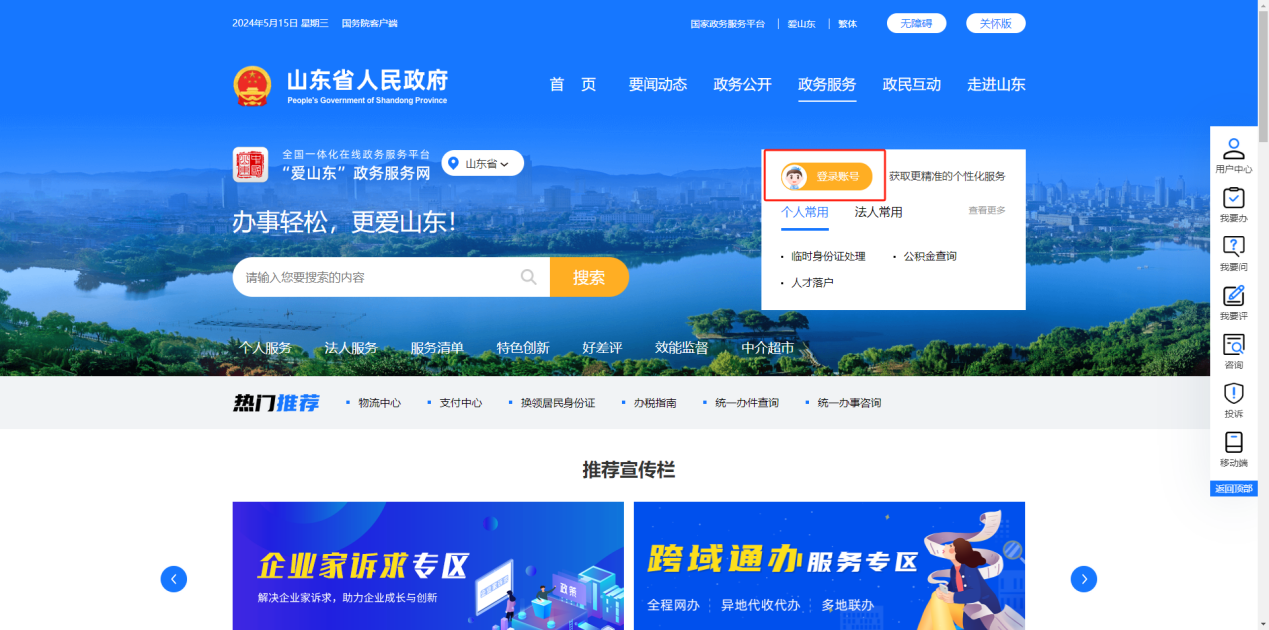 2024年5月15日 星期三 国务院客户端
国家政务服务平台 | 爱山东 | 繁体 无障碍 关怀版
山东省人民政府
People's Government of Shandong Province
首 页 要闻动态 政务公开 政务服务 政民互动 走进山东
全国一体化在线政务服务平台
“爱山东”政务服务网
山东省
办事轻松，更爱山东！
请输入您要搜索的内容
搜索
登录账号 获取更精准的个性化服务
个人常用 法人常用 查看更多
· 临时身份证处理 · 公积金查询
· 人才落户
个人服务 法人服务 服务清单 特色创新 好差评 效能监督 中介超市
热门推荐 物流中心 支付中心 换领居民身份证 办税指南 统一办件查询 统一办事咨询
推荐宣传栏
企业家诉求专区
解决企业家诉求，助力企业成长与创新
政策
跨域通办服务专区
全程网办 异地代收代办 多地联办
用户中心
我要办
我要问
我要评
咨询
投诉
移动端
返回顶部